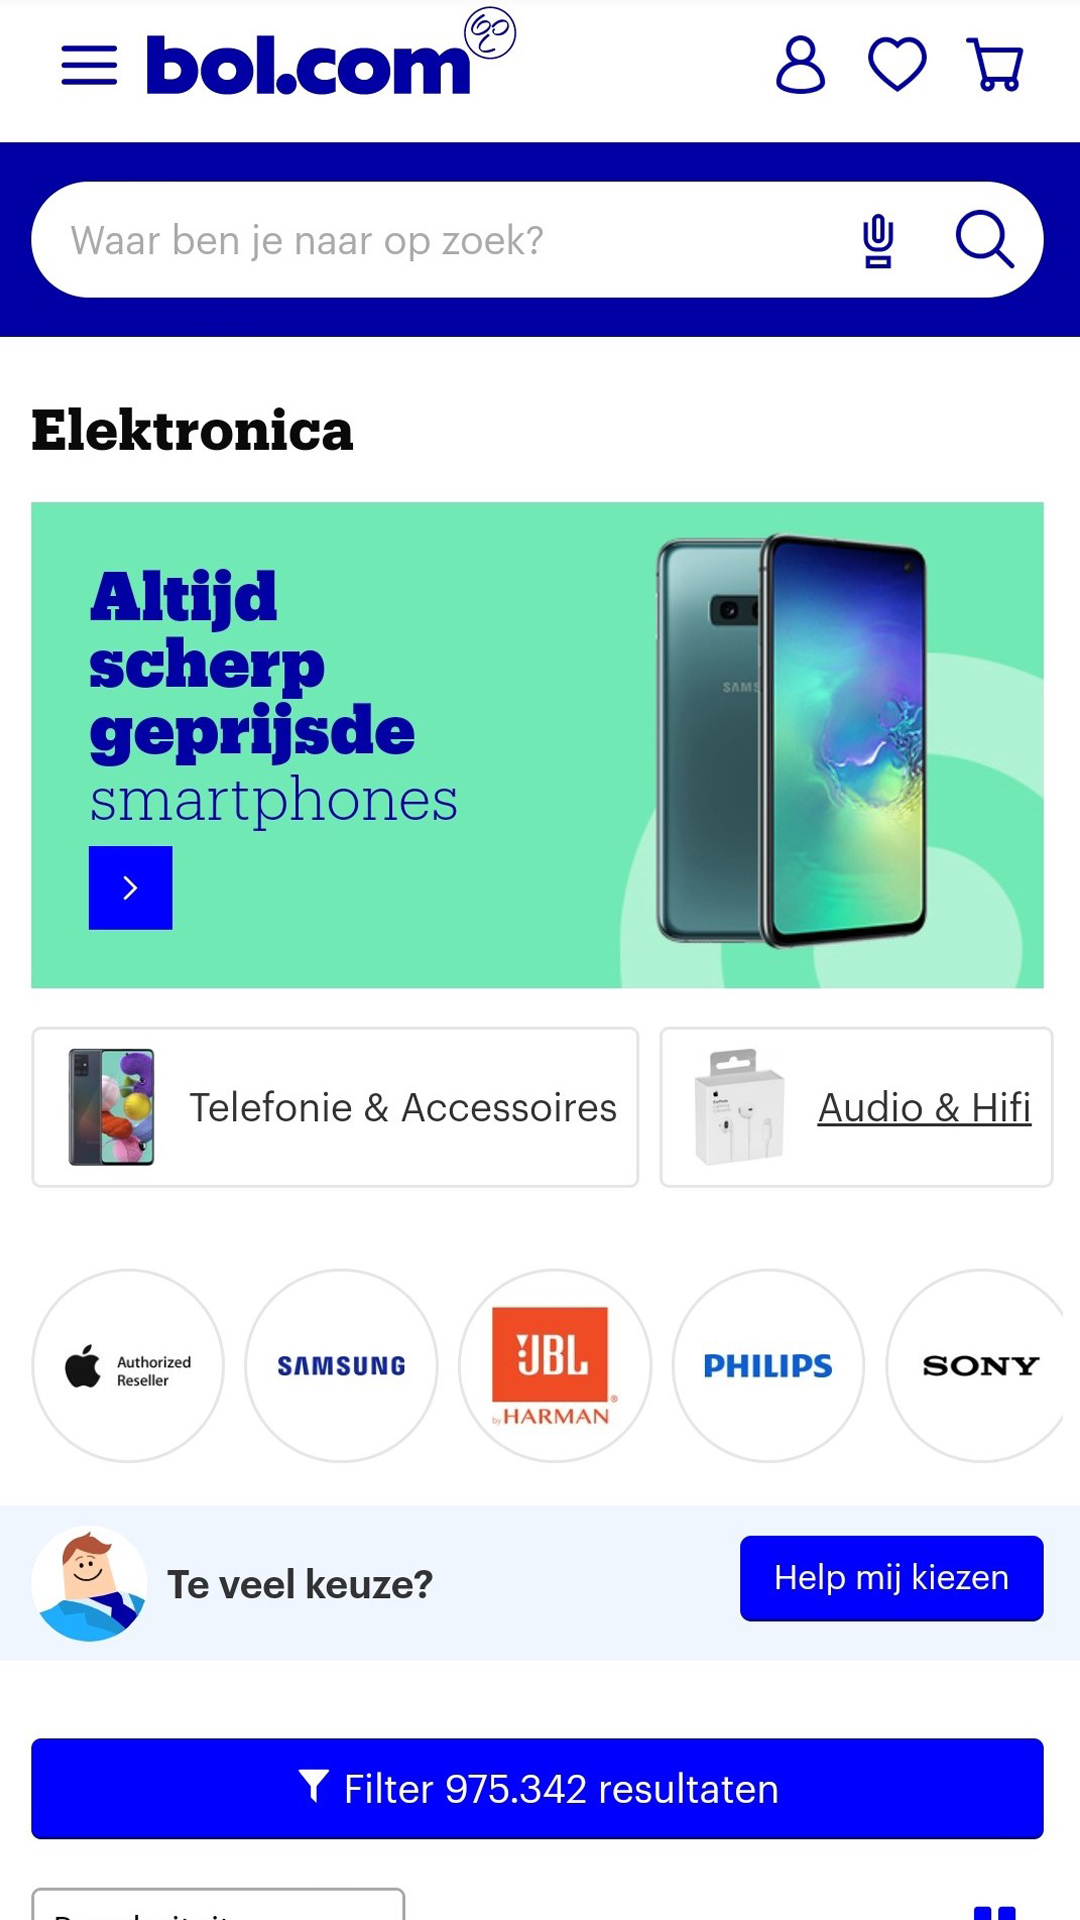 bol.com
Waar ben je naar op zoek?
Elektronica
Altijd
scherp
geprijsde
smartphones
SAMS
Telefonie & Accessoires
Audio & Hifi
Authorized
Reseller
SAMSUNG
JBL
by HARMAN
PHILIPS
SONY
Te veel keuze?
Help mij kiezen
Filter 975.342 resultaten